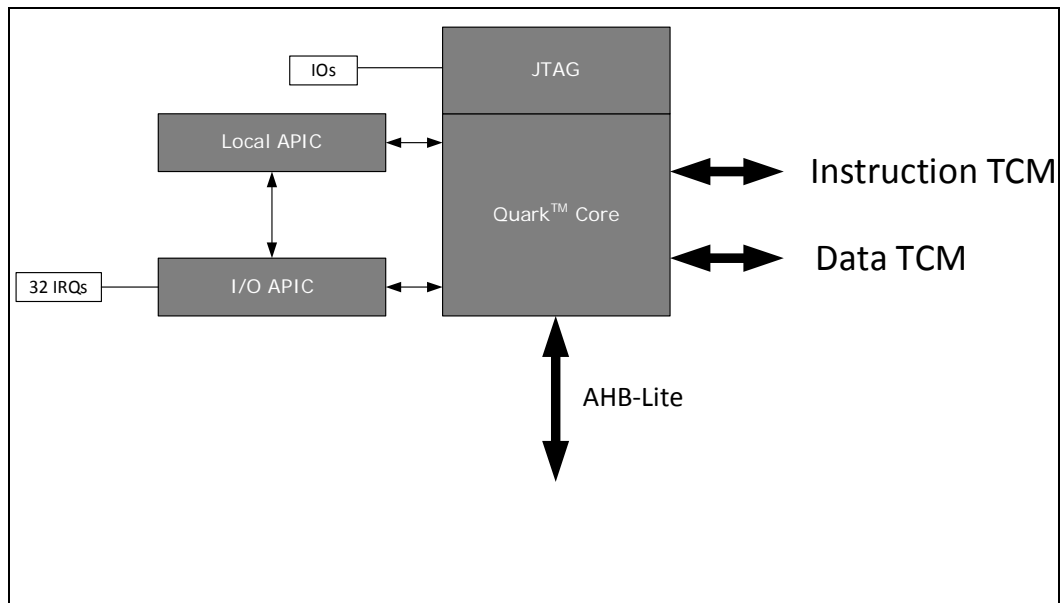 JTAG
IOs
Local APIC
Instruction TCM
Quark™ Core
Data TCM
I/O APIC
32 IRQs
AHB-Lite